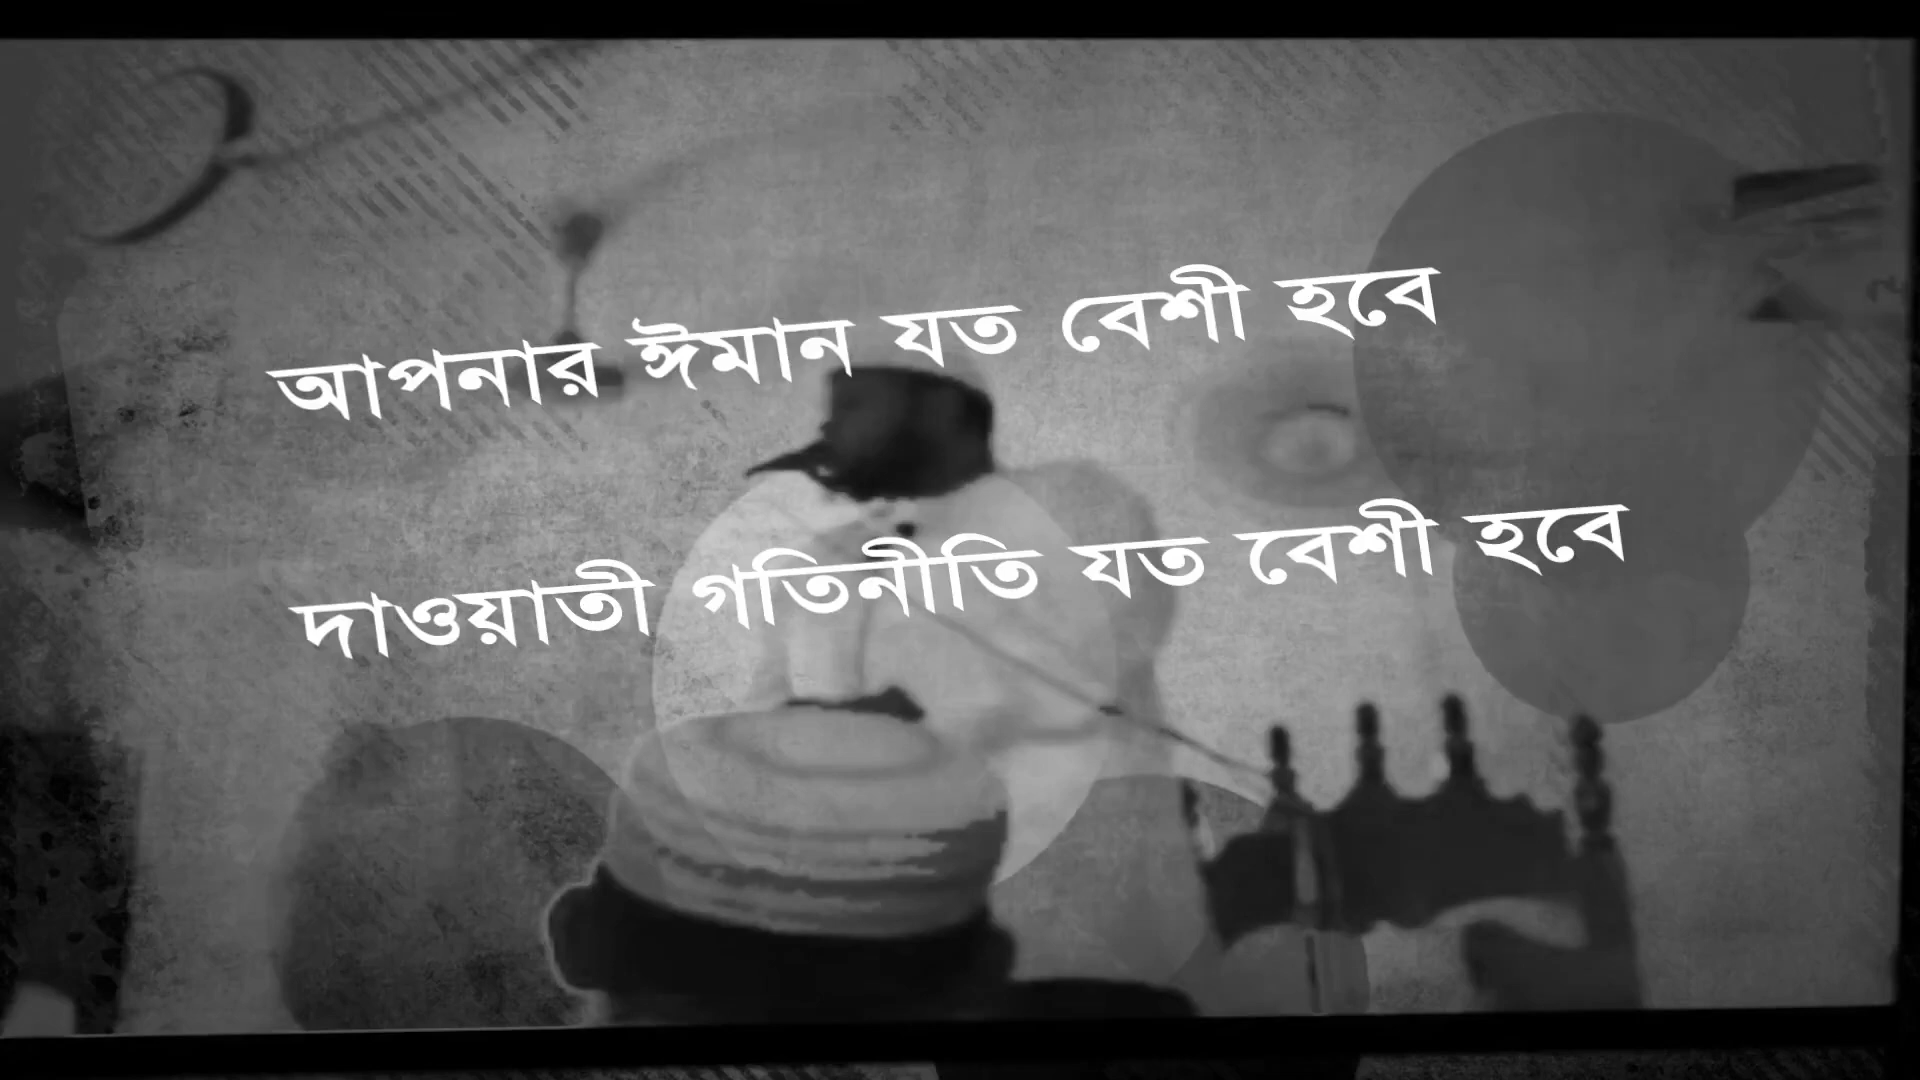 আপনার ঈমান যত বেশী হবে
দাওয়াতী গতিনীতি যত বেশী হবে